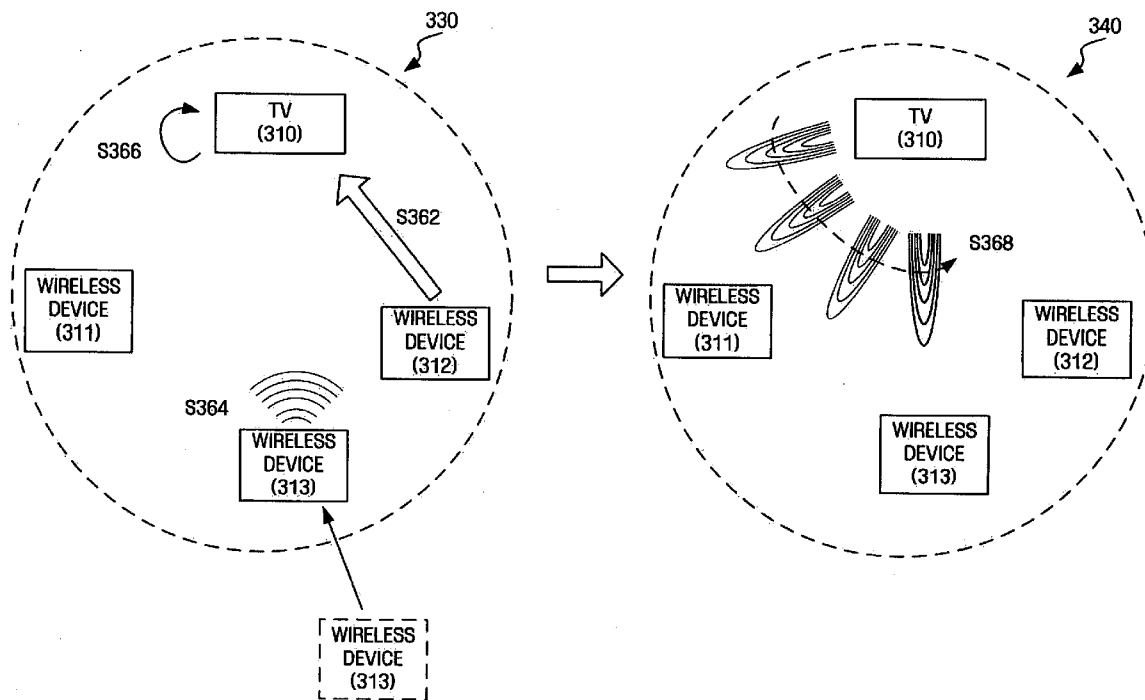 330
TV
(310)
S366
S362
WIRELESS
DEVICE
(311)
WIRELESS
DEVICE
(312)
S364
WIRELESS
DEVICE
(313)
WIRELESS
DEVICE
(313)
340
TV
(310)
S368
WIRELESS
DEVICE
(311)
WIRELESS
DEVICE
(312)
WIRELESS
DEVICE
(313)